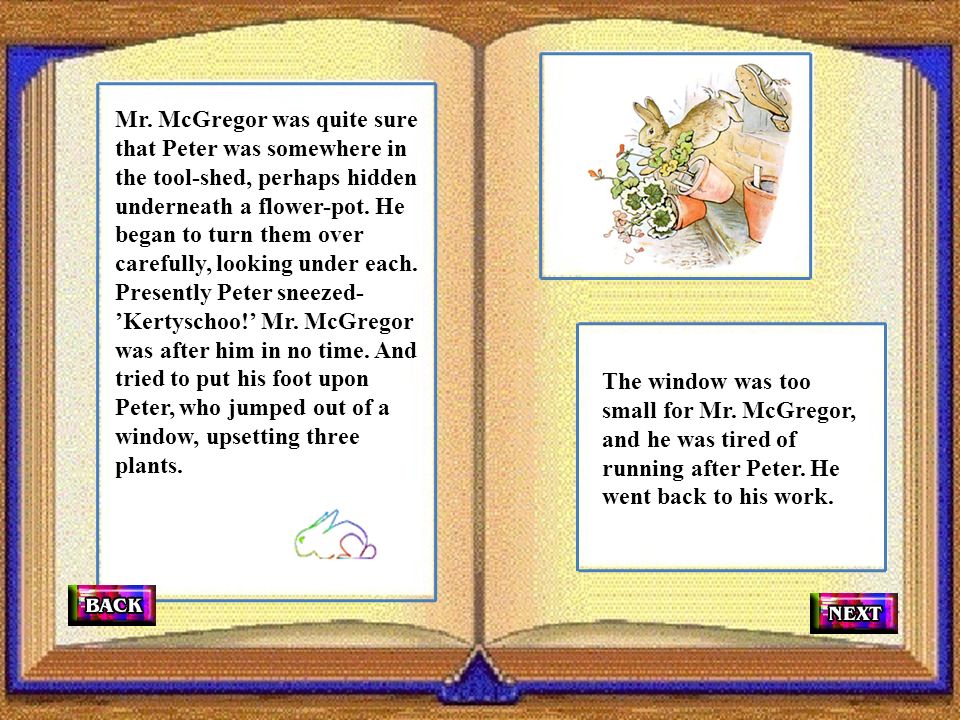 Mr. McGregor was quite sure
that Peter was somewhere in
the tool-shed, perhaps hidden
underneath a flower-pot. He
began to turn them over
carefully, looking under each.
Presently Peter sneezed-
’Kertyschoo!’ Mr. McGregor
was after him in no time. And
tried to put his foot upon
Peter, who jumped out of a
window, upsetting three
plants.
The window was too
small for Mr. McGregor,
and he was tired of
running after Peter. He
went back to his work.
BACK
NEXT